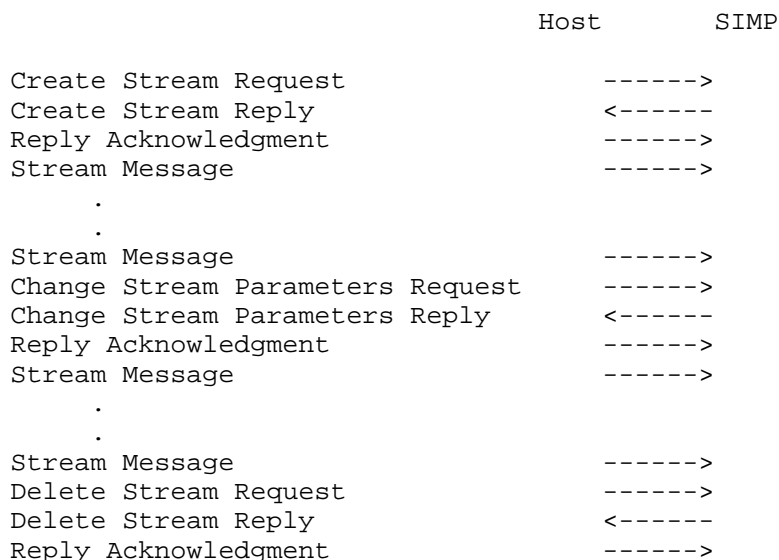 Host SIMP
Create Stream Request ------>
Create Stream Reply <------
Reply Acknowledgment ------>
Stream Message ------>
.
.
Stream Message ------>
Change Stream Parameters Request ------>
Change Stream Parameters Reply <------
Reply Acknowledgment ------>
Stream Message ------>
.
.
Stream Message ------>
Delete Stream Request ------>
Delete Stream Reply <------
Reply Acknowledgment ------>